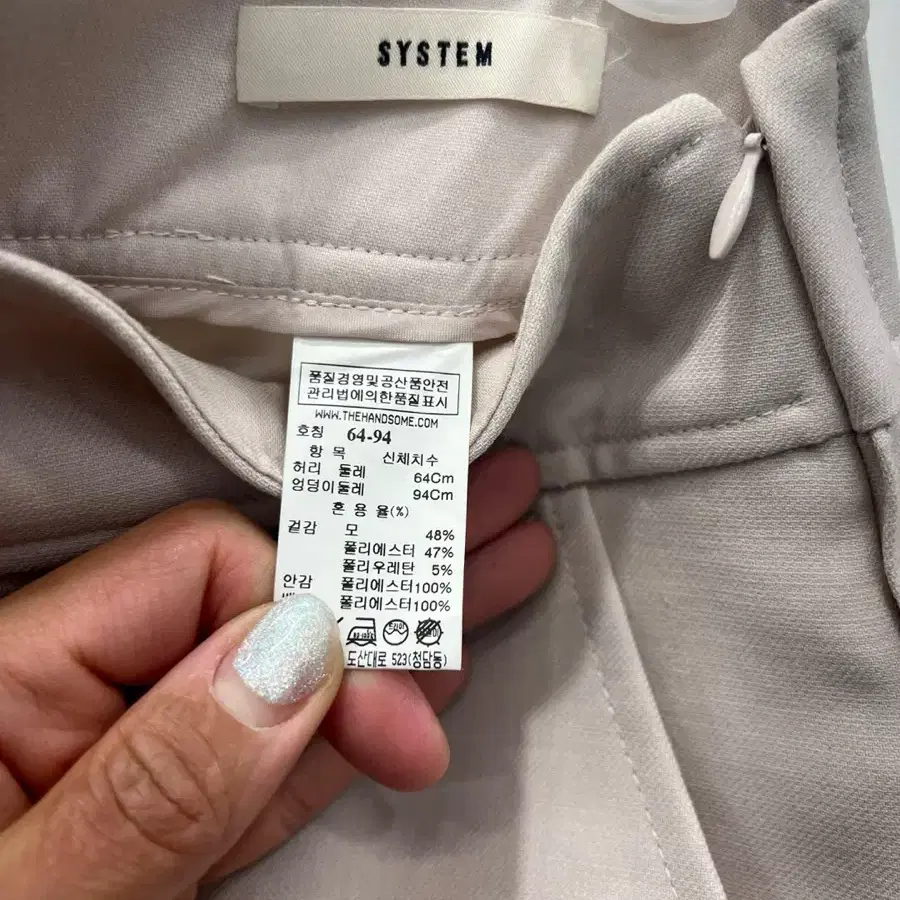 SYSTEM
품질경영및공산품안전
관리법에의한품질표시
WWW.THEHANDSOME.COM
호칭 64-94
항 목 신체치수
허리 둘레 64Cm
엉덩이둘레 94Cm
혼 용 율(%)
겉감 모 48%
폴리에스터 47%
폴리우레탄 5%
안감 폴리에스터100%
폴리에스터100%
드라이
도산대로 523(청담동)